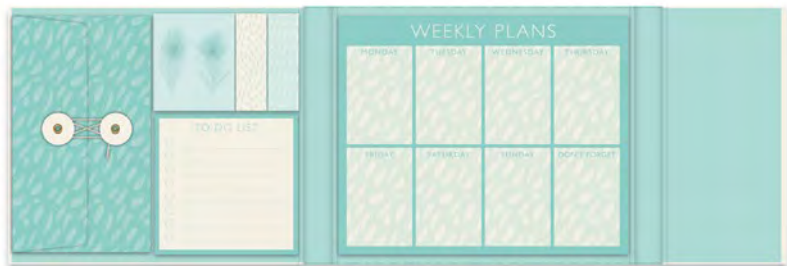 WEEKLY PLANS
MONDAY TUESDAY WEDNESDAY THURSDAY
TO DO LIST
FRIDAY SATURDAY SUNDAY DON'T FORGET